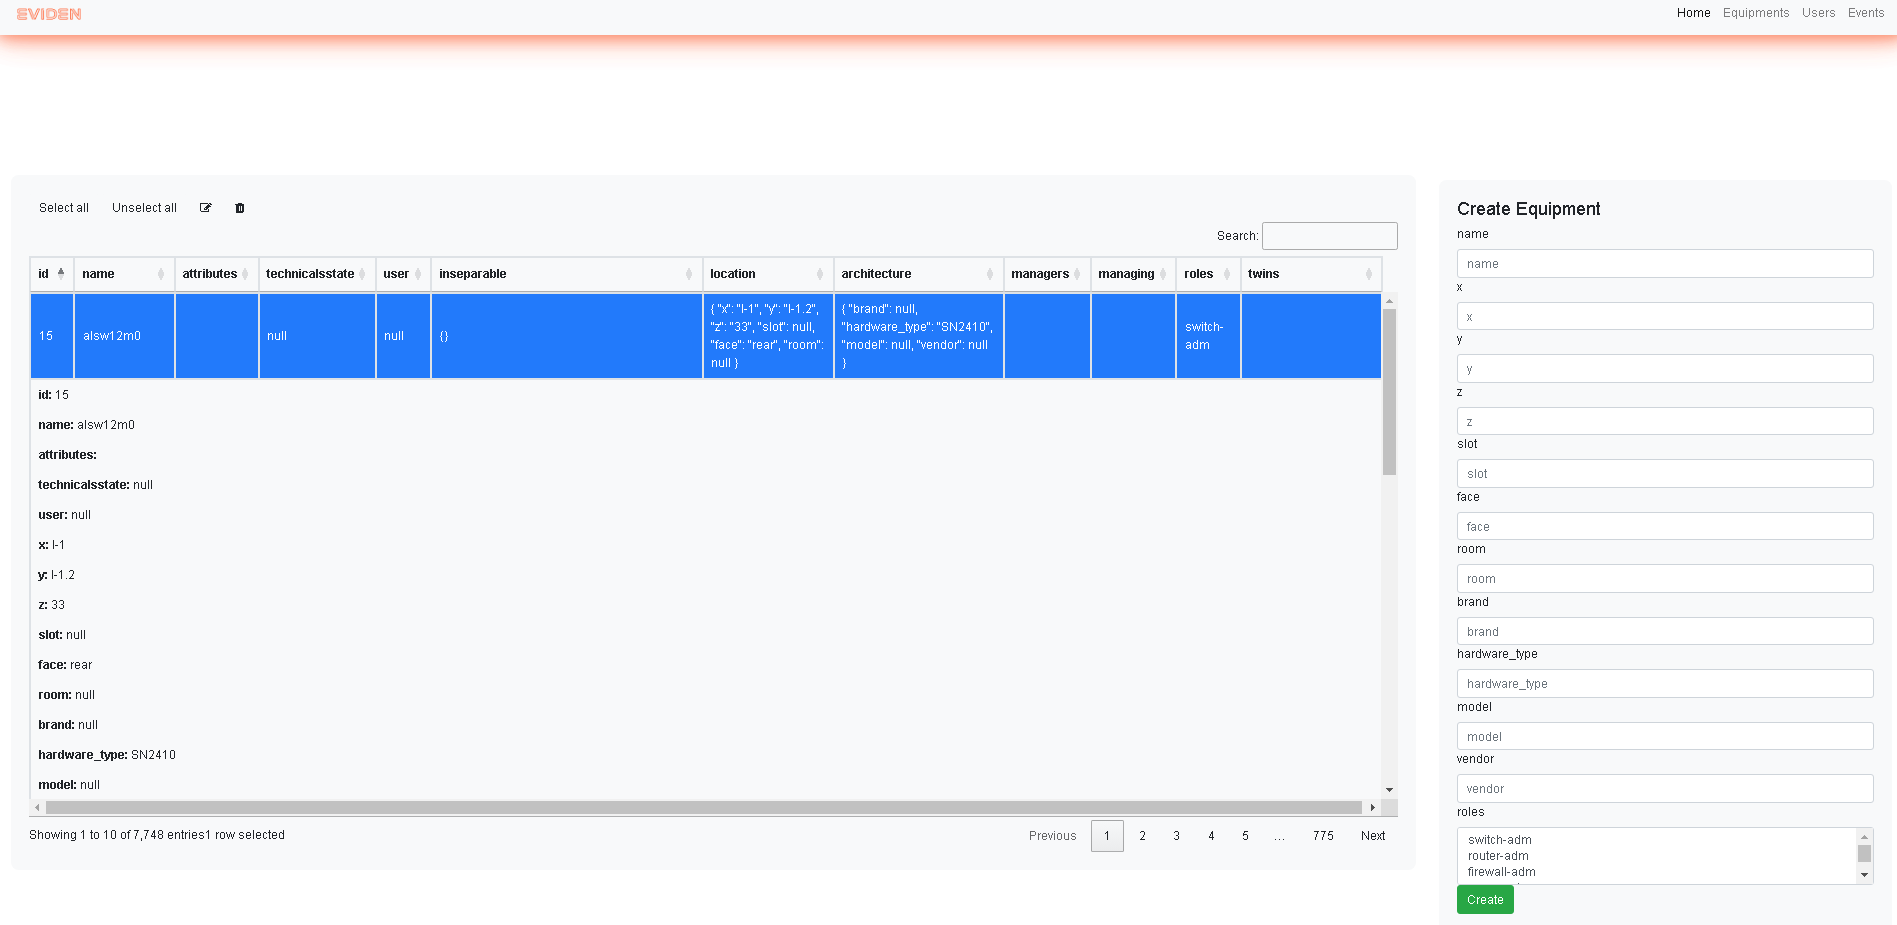 EVIDEN
Home Equipments Users Events
Select all Unselect all
Search:
id name attributes technicalsstate user inseparable location architecture managers managing roles twins
15 alsw12m0 null null {} { "x": "I-1", "y": "I-1.2", "z": "33", "slot": null, "face": "rear", "room": null } { "brand": null, "hardware_type": "SN2410", "model": null, "vendor": null } switch-adm
id: 15
name: alsw12m0
attributes:
technicalsstate: null
user: null
x: I-1
y: I-1.2
z: 33
slot: null
face: rear
room: null
brand: null
hardware_type: SN2410
model: null
Showing 1 to 10 of 7,748 entries1 row selected
Previous 1 2 3 4 5 … 775 Next
Create Equipment
name
name
x
x
y
y
z
z
slot
slot
face
face
room
room
brand
brand
hardware_type
hardware_type
model
model
vendor
vendor
roles
switch-adm
router-adm
firewall-adm
Create